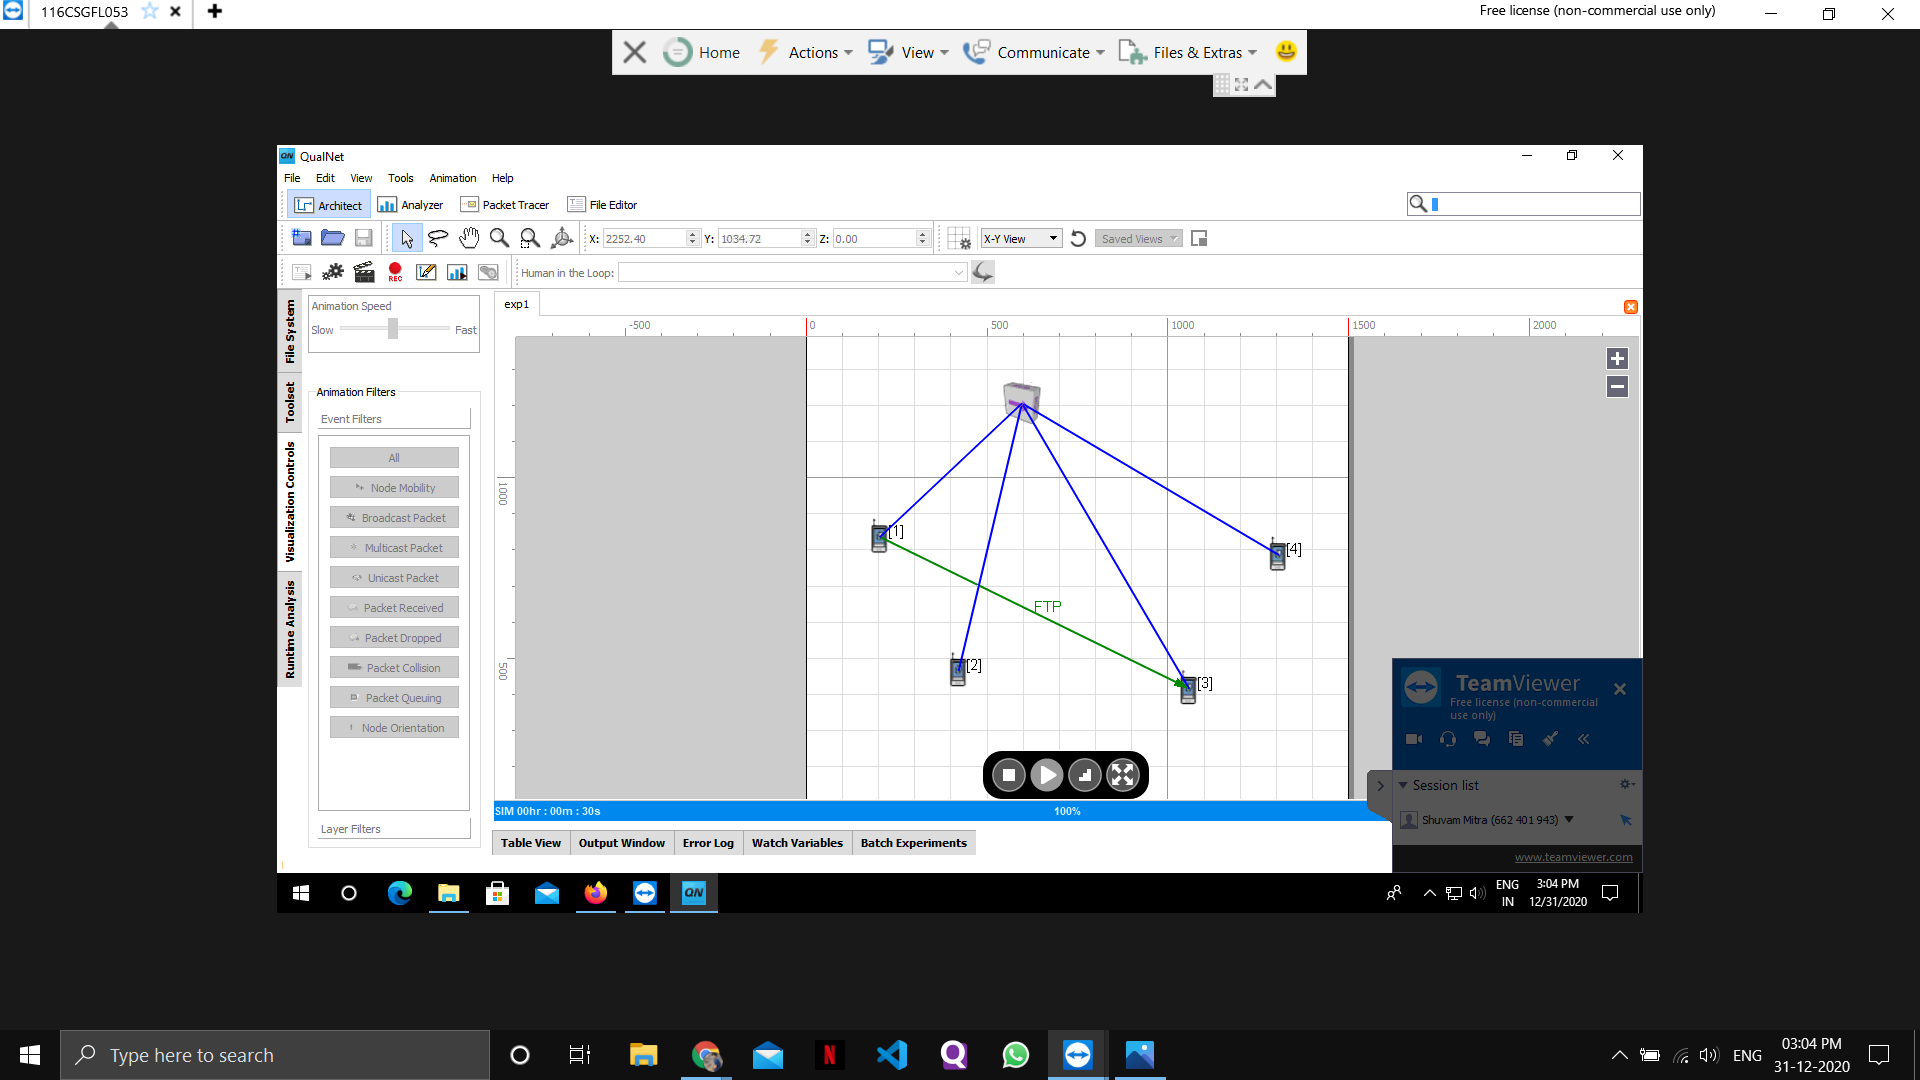 116CSGFL053
Free license (non-commercial use only)
Home
Actions
View
Communicate
Files & Extras
QN QualNet
File Edit View Tools Animation Help
Architect Analyzer Packet Tracer File Editor
X: 2252.40 Y: 1034.72 Z: 0.00 X-Y View Saved Views
REC Human in the Loop:
File System
Toolset
Visualization Controls
Runtime Analysis
Animation Speed
Slow Fast
Animation Filters
Event Filters
All
Node Mobility
Broadcast Packet
Multicast Packet
Unicast Packet
Packet Received
Packet Dropped
Packet Collision
Packet Queuing
Node Orientation
Layer Filters
exp1
-500 0 500 1000 1500 2000
1000
500
[1]
[4]
FTP
[2]
[3]
SIM 00hr : 00m : 30s 100%
Table View Output Window Error Log Watch Variables Batch Experiments
TeamViewer
Free license (non-commercial
use only)
Session list
Shuvam Mitra (662 401 943)
www.teamviewer.com
QN
ENG
IN
3:04 PM
12/31/2020
Type here to search
N
Q
ENG
03:04 PM
31-12-2020